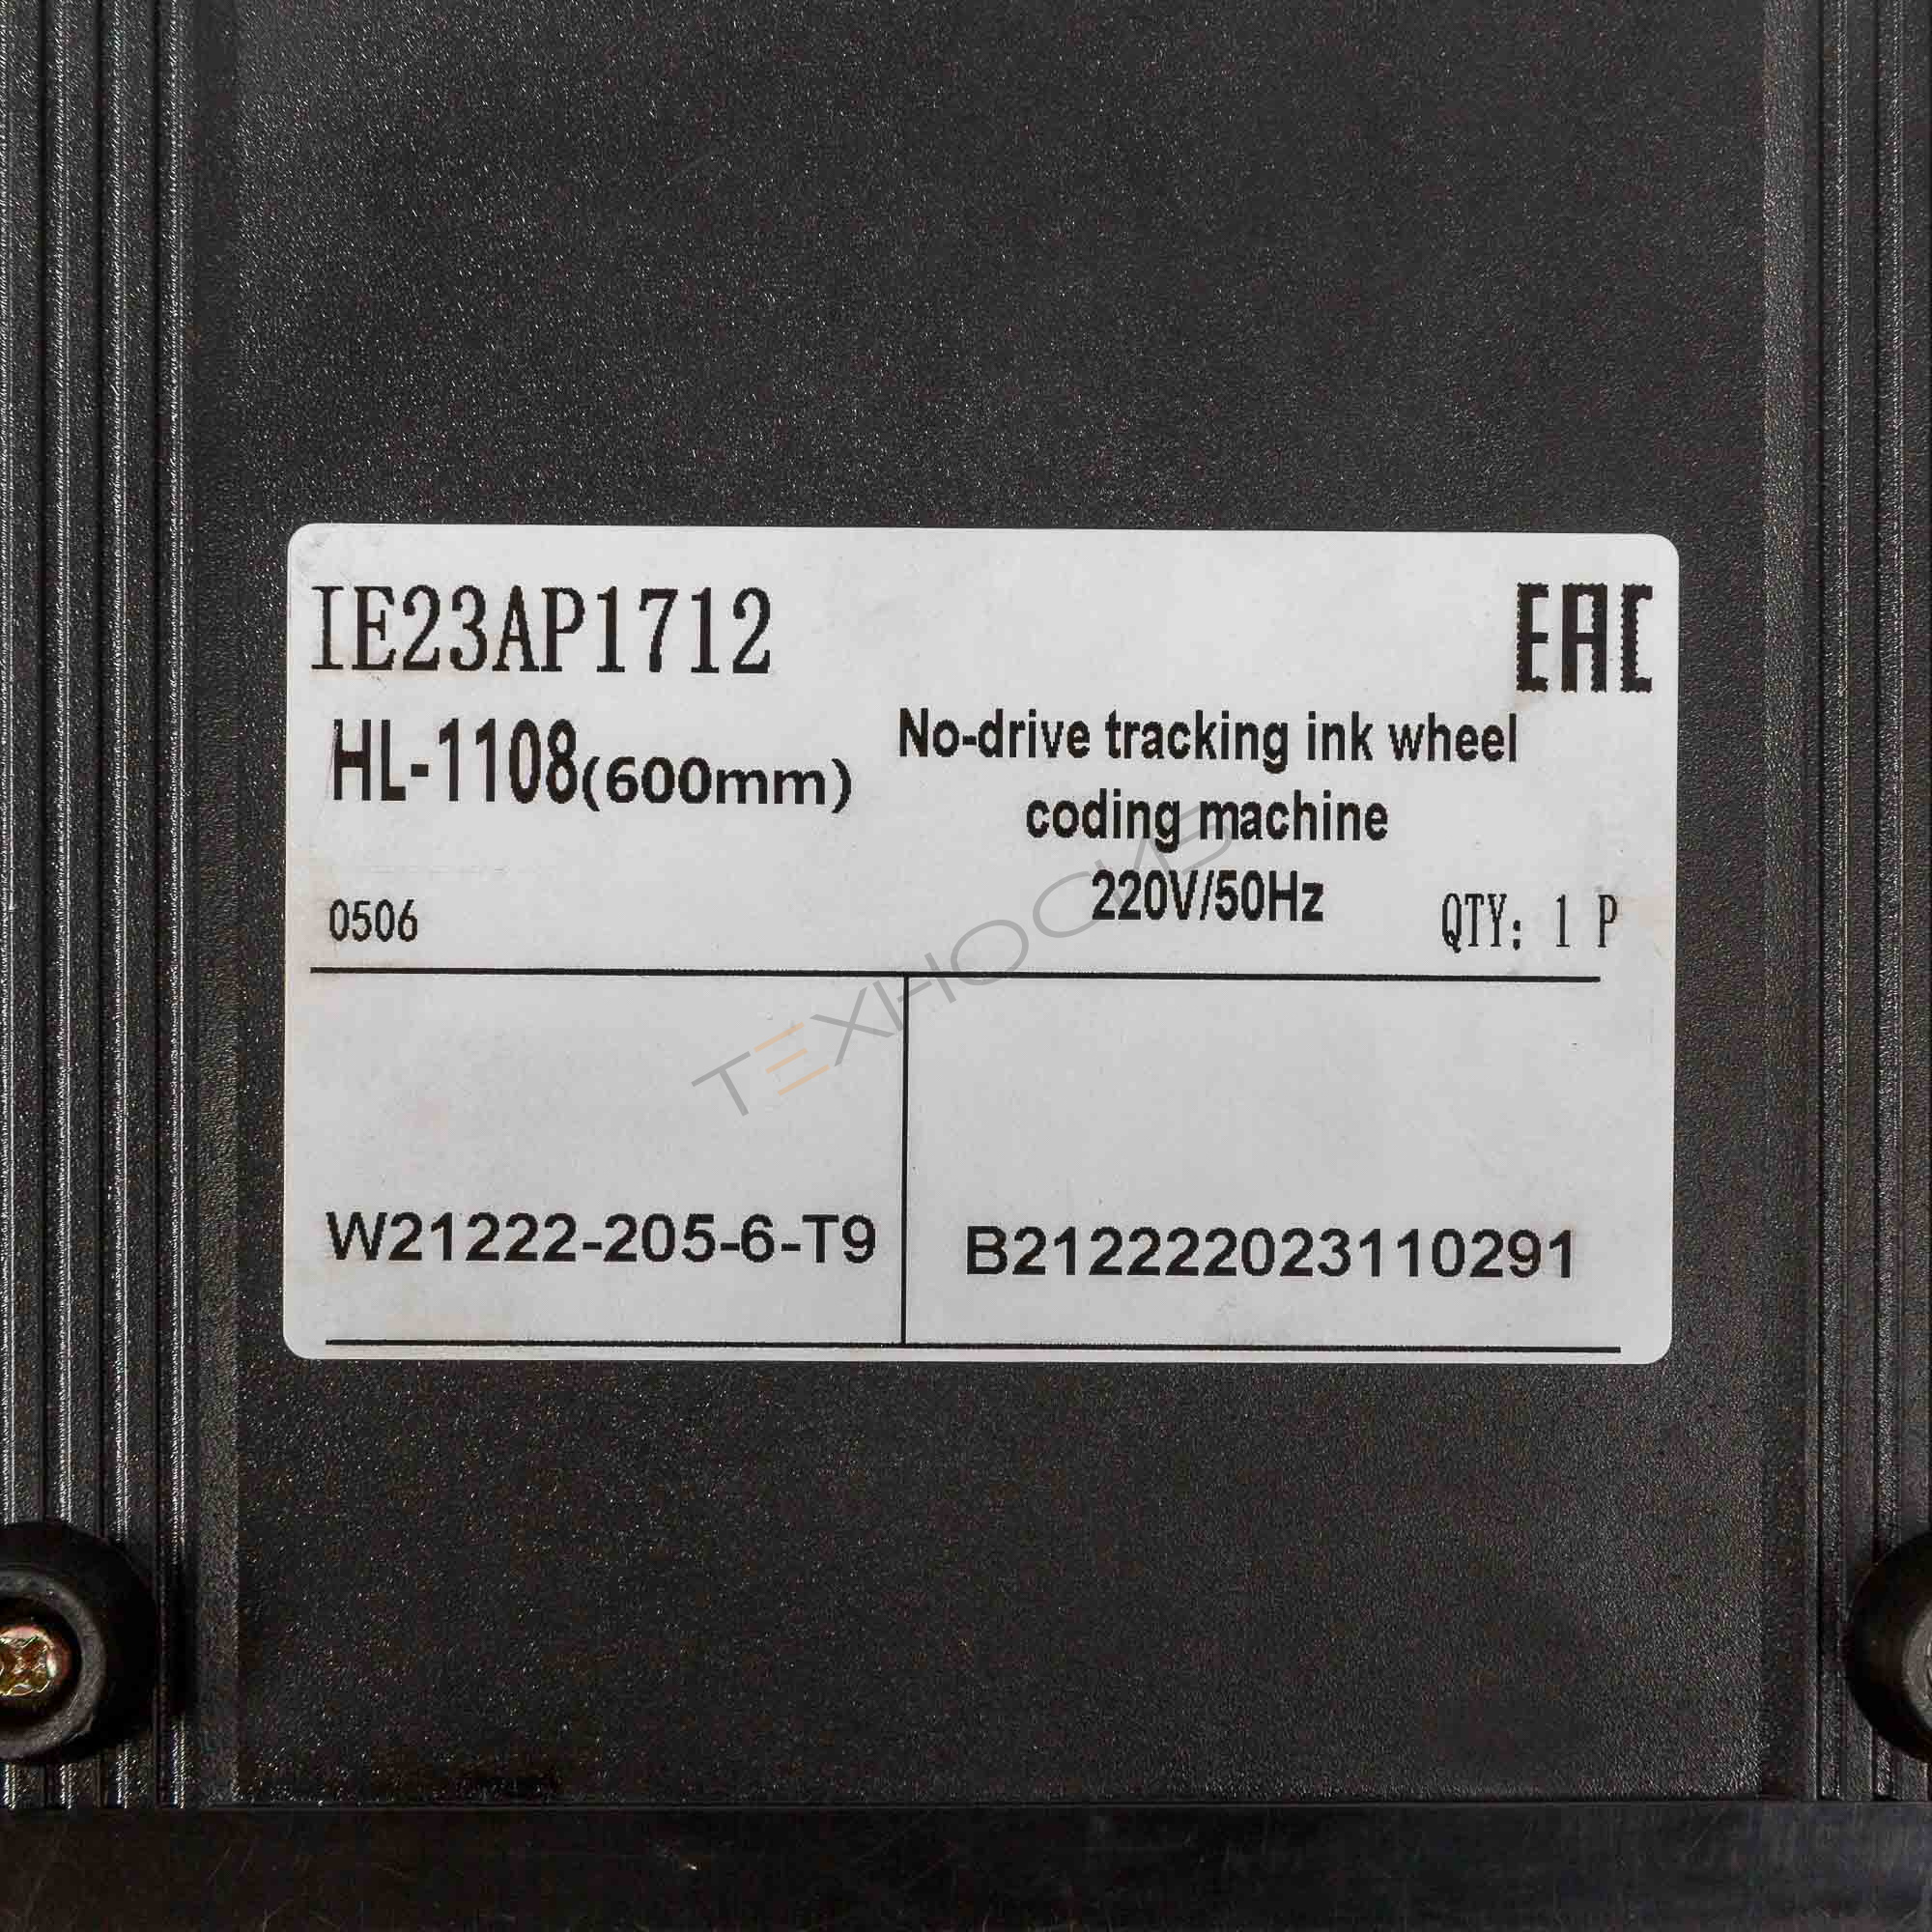 IE23AP1712
EAC
HL-1108(600mm)
No-drive tracking ink wheel
coding machine
220V/50Hz
0506
QTY: 1 P
W21222-205-6-T9
B212222023110291
TEXHOCNS